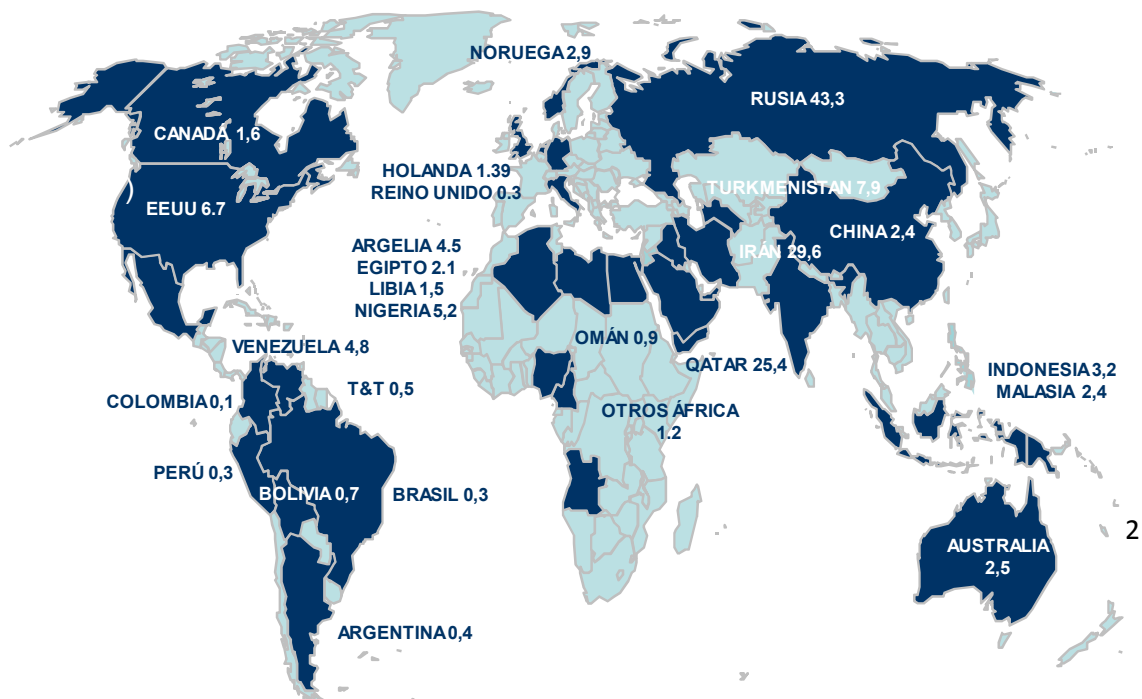 NORUEGA 2,9
RUSIA 43,3
CANADÁ 1,6
HOLANDA 1.39
REINO UNIDO 0.3
TURKMENISTAN 7,9
EEUU 6.7
CHINA 2,4
ARGELIA 4.5
EGIPTO 2.1
LIBIA 1,5
NIGERIA 5,2
IRÁN 29,6
OMÁN 0,9
VENEZUELA 4,8
QATAR 25,4
INDONESIA 3,2
MALASIA 2,4
T&T 0,5
COLOMBIA 0,1
OTROS ÁFRICA
1.2
PERÚ 0,3
BOLIVIA 0,7
BRASIL 0,3
2
AUSTRALIA
2,5
ARGENTINA 0,4